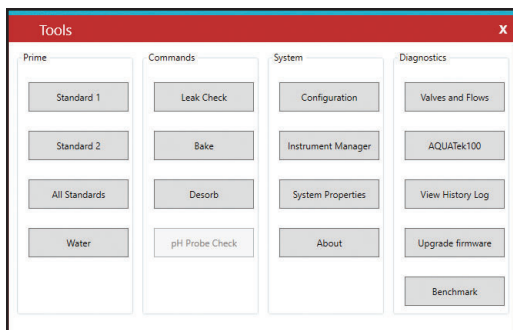 Tools X
Prime
Standard 1
Standard 2
All Standards
Water
Commands
Leak Check
Bake
Desorb
pH Probe Check
System
Configuration
Instrument Manager
System Properties
About
Diagnostics
Valves and Flows
AQUATek100
View History Log
Upgrade firmware
Benchmark